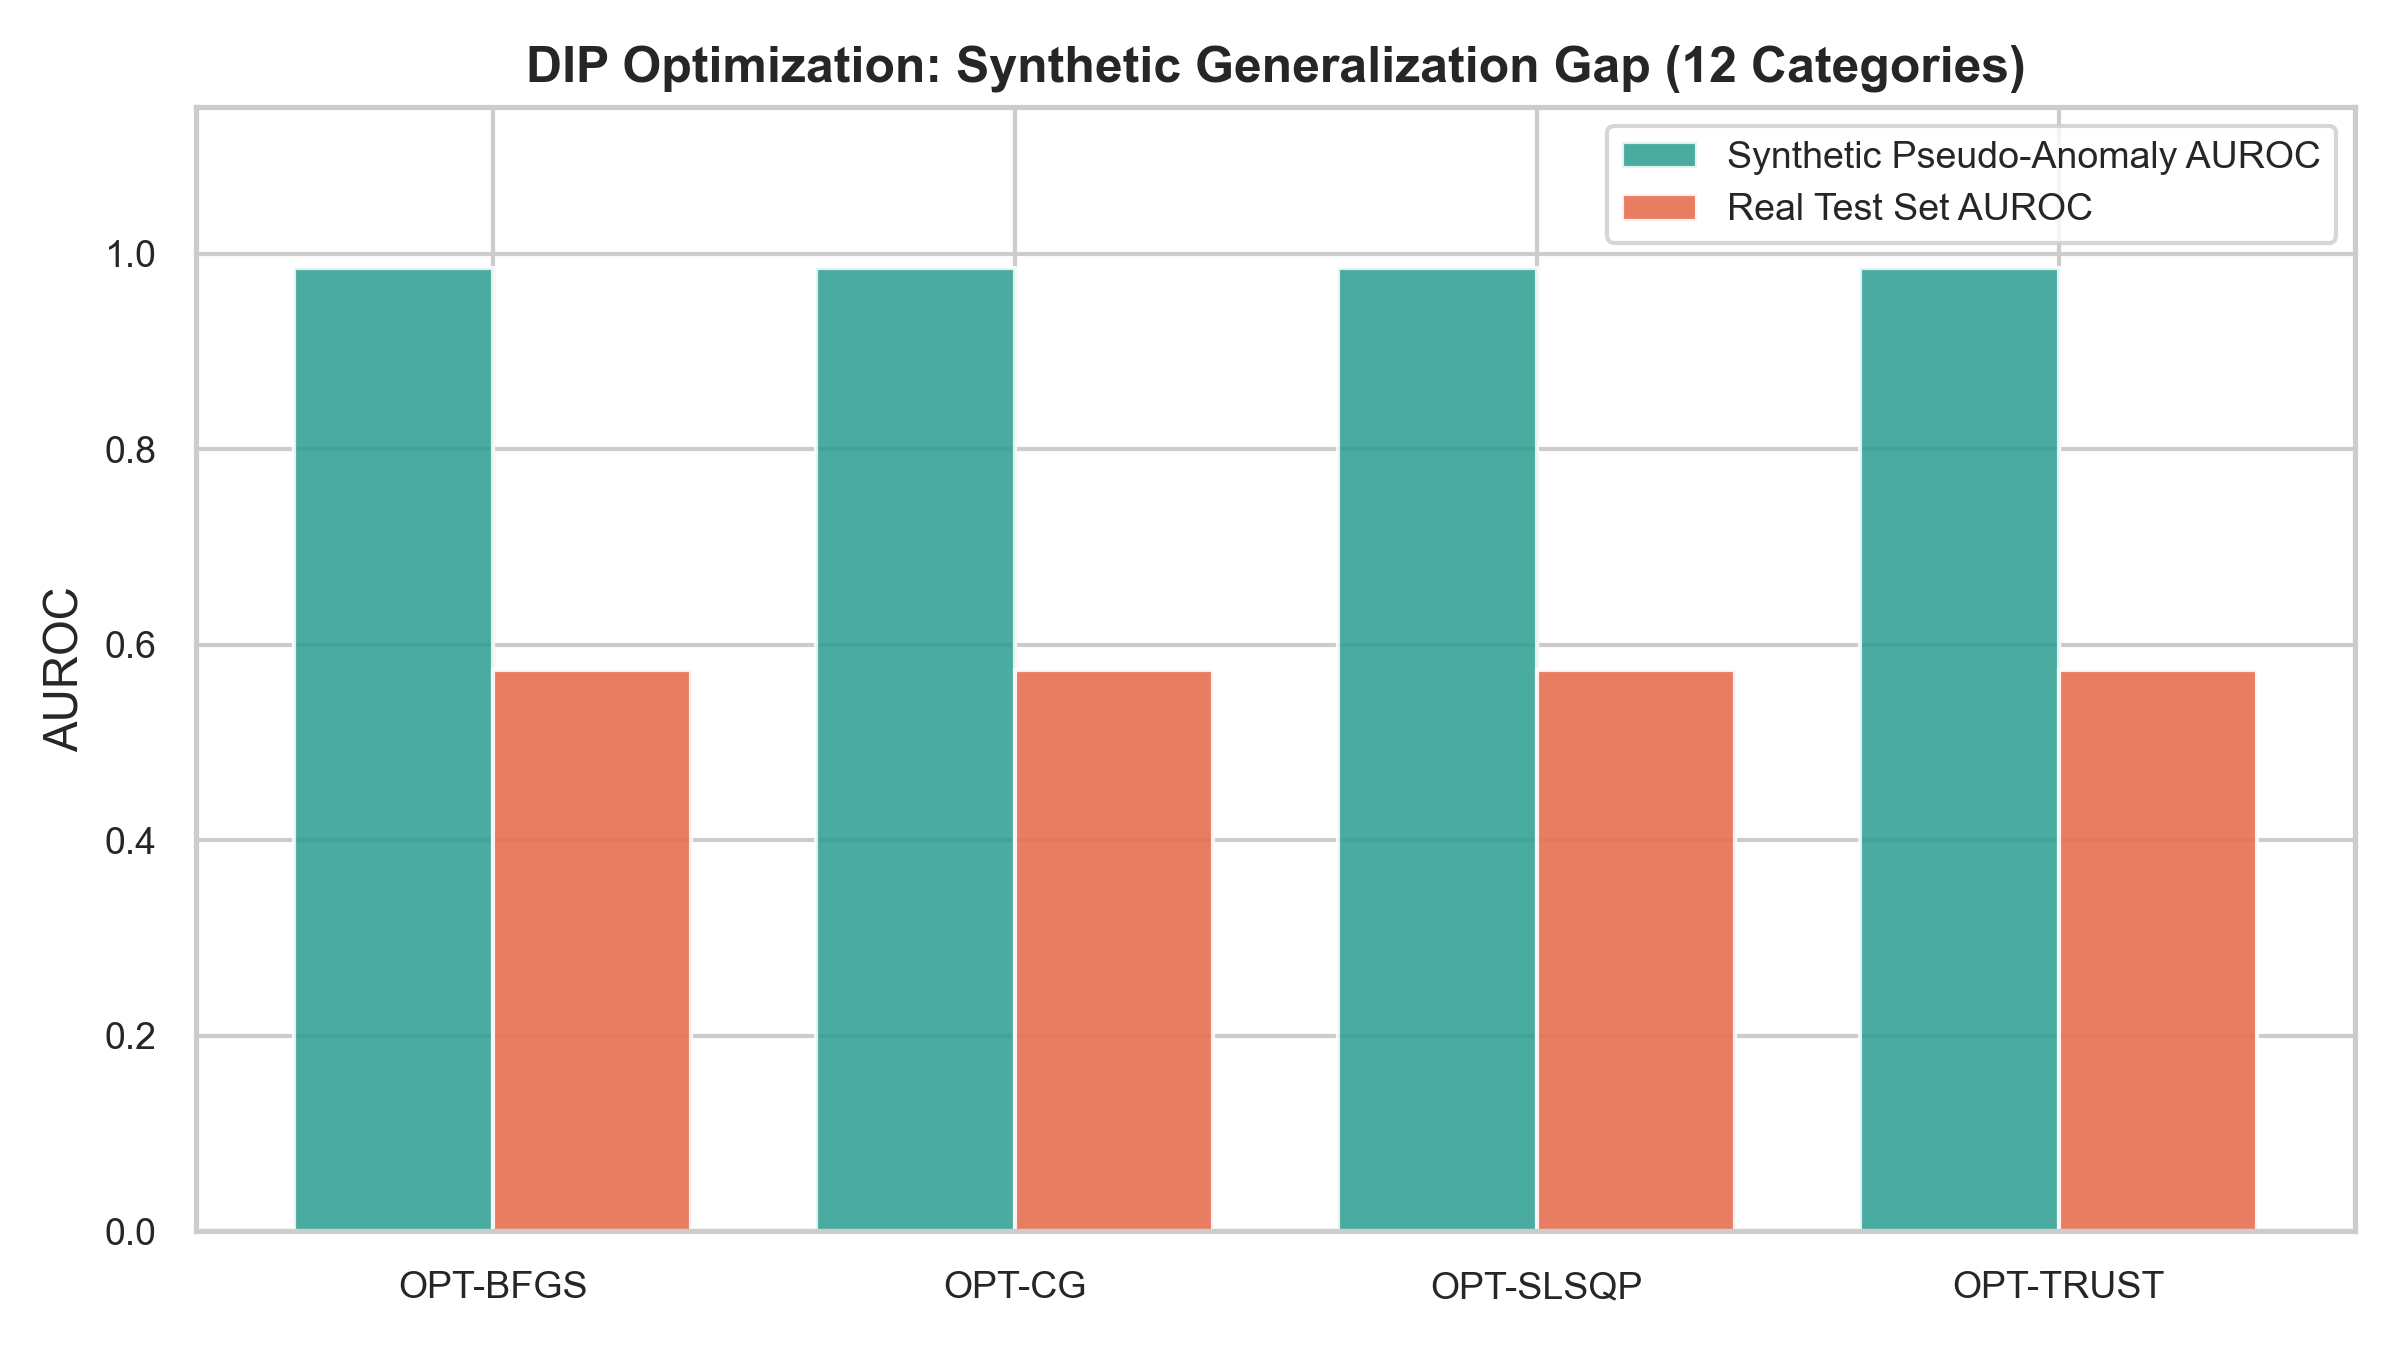 DIP Optimization: Synthetic Generalization Gap (12 Categories)
Synthetic Pseudo-Anomaly AUROC
Real Test Set AUROC
AUROC
1.0
0.8
0.6
0.4
0.2
0.0
OPT-BFGS
OPT-CG
OPT-SLSQP
OPT-TRUST